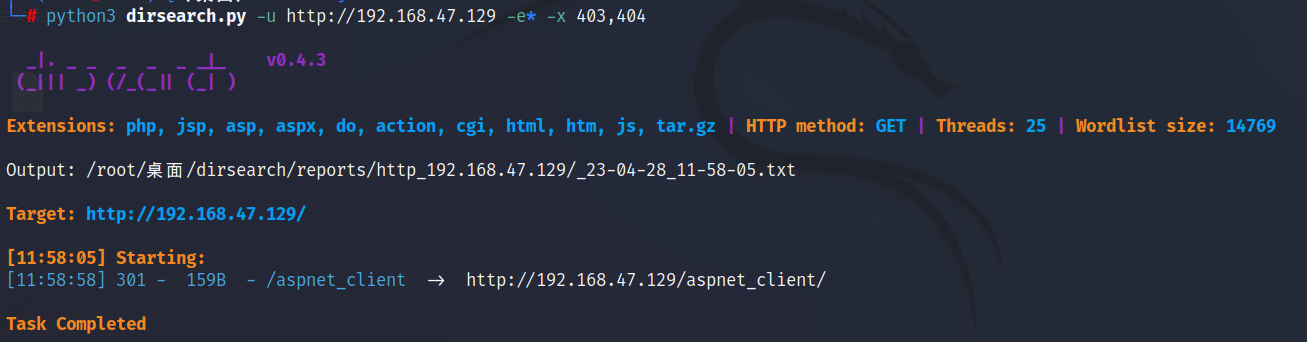 └─# python3 dirsearch.py -u http://192.168.47.129 -e* -x 403,404
_|. _ _  _  _  _ _|_    v0.4.3
(_||| _) (/_(_|| (_| )
Extensions: php, jsp, asp, aspx, do, action, cgi, html, htm, js, tar.gz | HTTP method: GET | Threads: 25 | Wordlist size: 14769
Output: /root/桌面/dirsearch/reports/http_192.168.47.129/_23-04-28_11-58-05.txt
Target: http://192.168.47.129/
[11:58:05] Starting:
[11:58:58] 301 -  159B  - /aspnet_client  ->  http://192.168.47.129/aspnet_client/
Task Completed